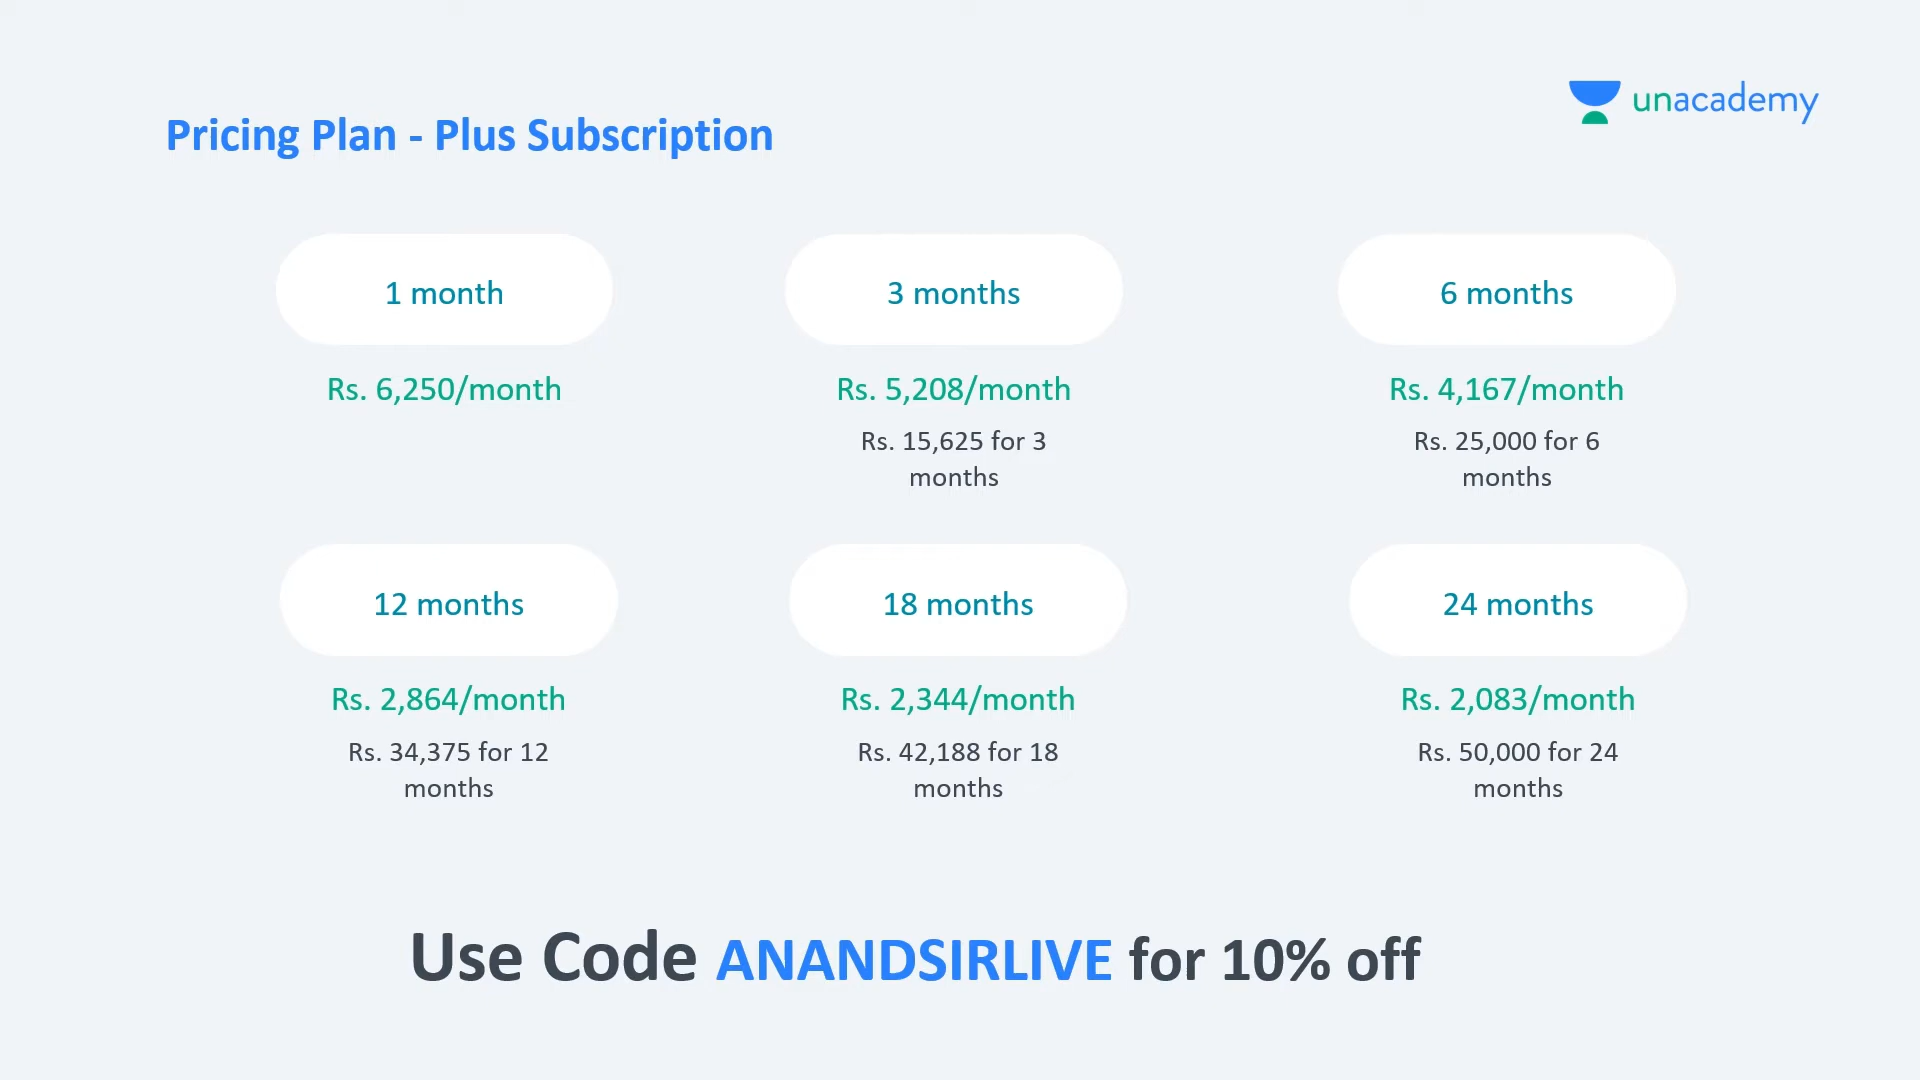 unacademy
Pricing Plan - Plus Subscription
1 month
3 months
6 months
Rs. 6,250/month
Rs. 5,208/month
Rs. 4,167/month
Rs. 15,625 for 3
months
Rs. 25,000 for 6
months
12 months
18 months
24 months
Rs. 2,864/month
Rs. 2,344/month
Rs. 2,083/month
Rs. 34,375 for 12
months
Rs. 42,188 for 18
months
Rs. 50,000 for 24
months
Use Code ANANDSIRLIVE for 10% off